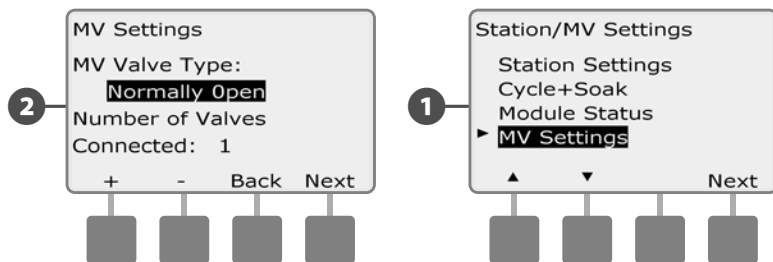 MV Settings
MV Valve Type:
Normally 0pen
Number of Valves
Connected: 1
+ - Back Next
2
Station/MV Settings
Station Settings
Cycle+Soak
Module Status
► MV Settings
▲ ▼ Next
1